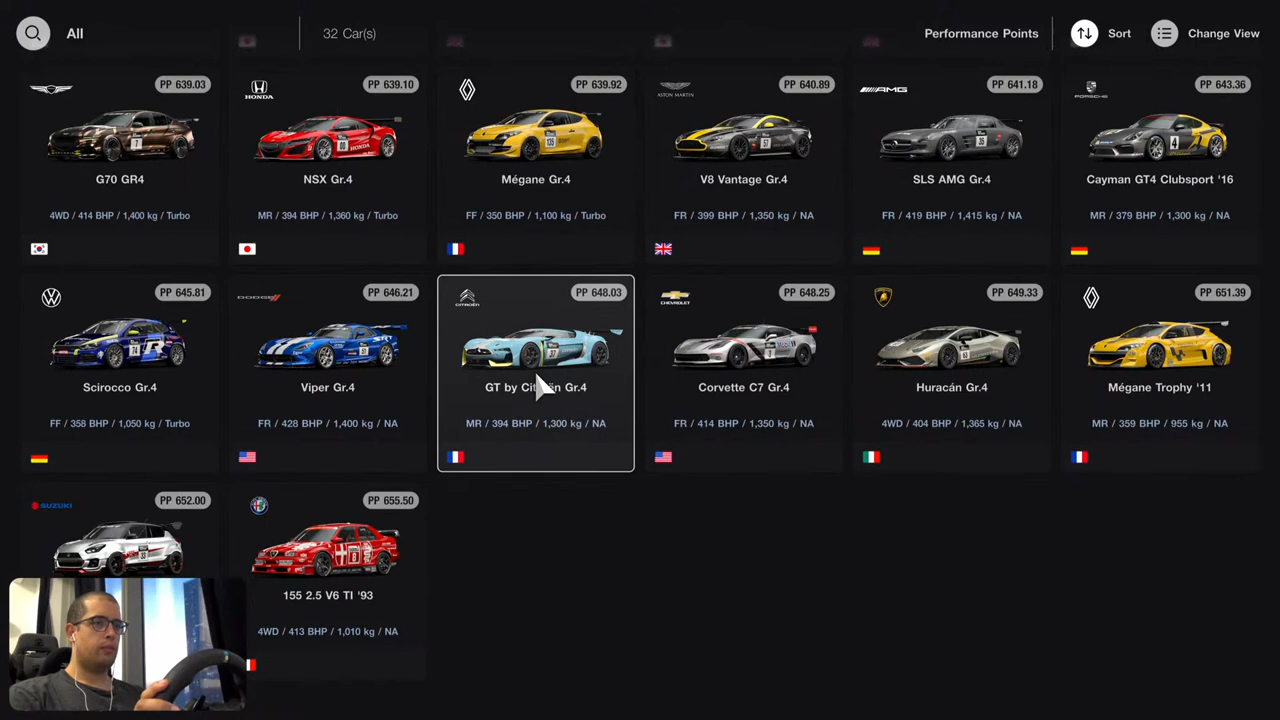 All
32 Car(s)
Performance Points
Sort
Change View
PP 639.03
G70 GR4
4WD / 414 BHP / 1,400 kg / Turbo
HONDA
PP 639.10
NSX Gr.4
MR / 394 BHP / 1,360 kg / Turbo
PP 639.92
Mégane Gr.4
FF / 350 BHP / 1,100 kg / Turbo
ASTON MARTIN
PP 640.89
V8 Vantage Gr.4
FR / 399 BHP / 1,350 kg / NA
AMG
PP 641.18
SLS AMG Gr.4
FR / 419 BHP / 1,415 kg / NA
PORSCHE
PP 643.36
Cayman GT4 Clubsport '16
MR / 379 BHP / 1,300 kg / NA
PP 645.81
Scirocco Gr.4
FF / 358 BHP / 1,050 kg / Turbo
DODGE
PP 646.21
Viper Gr.4
FR / 428 BHP / 1,400 kg / NA
CITROËN
PP 648.03
GT by Citroën Gr.4
MR / 394 BHP / 1,300 kg / NA
CHEVROLET
PP 648.25
Corvette C7 Gr.4
FR / 414 BHP / 1,350 kg / NA
PP 649.33
Huracán Gr.4
4WD / 404 BHP / 1,365 kg / NA
PP 651.39
Mégane Trophy '11
MR / 359 BHP / 955 kg / NA
SUZUKI
PP 652.00
PP 655.50
155 2.5 V6 TI '93
4WD / 413 BHP / 1,010 kg / NA